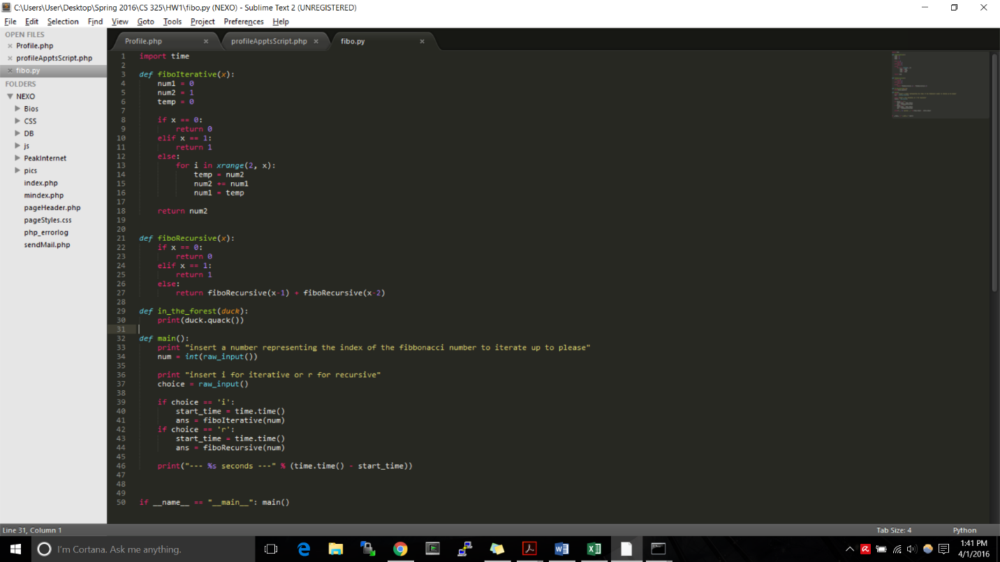 C:\Users\User\Desktop\Spring 2016\CS 325\HW1\fibo.py (NEXO) - Sublime Text 2 (UNREGISTERED)
File Edit Selection Find View Goto Tools Project Preferences Help
OPEN FILES
Profile.php
profileApptsScript.php
fibo.py
FOLDERS
NEXO
Bios
CSS
DB
js
PeakInternet
pics
index.php
mindex.php
pageHeader.php
pageStyles.css
php_errorlog
sendMail.php
Profile.php × profileApptsScript.php × fibo.py ×
1 import time
2
3 def fiboIterative(x):
4     num1 = 0
5     num2 = 1
6     temp = 0
7
8     if x == 0:
9         return 0
10     elif x == 1:
11         return 1
12     else:
13         for i in xrange(2, x):
14             temp = num2
15             num2 += num1
16             num1 = temp
17
18     return num2
19
20
21 def fiboRecursive(x):
22     if x == 0:
23         return 0
24     elif x == 1:
25         return 1
26     else:
27         return fiboRecursive(x-1) + fiboRecursive(x-2)
28
29 def in_the_forest(duck):
30     print(duck.quack())
31
32 def main():
33     print "insert a number representing the index of the fibbonacci number to iterate up to please"
34     num = int(raw_input())
35
36     print "insert i for iterative or r for recursive"
37     choice = raw_input()
38
39     if choice == 'i':
40         start_time = time.time()
41         ans = fiboIterative(num)
42     if choice == 'r':
43         start_time = time.time()
44         ans = fiboRecursive(num)
45
46     print("--- %s seconds ---" % (time.time() - start_time))
47
48
49
50 if __name__ == "__main__": main()
Line 31, Column 1
Tab Size: 4 Python
I'm Cortana. Ask me anything.
1:41 PM
4/1/2016